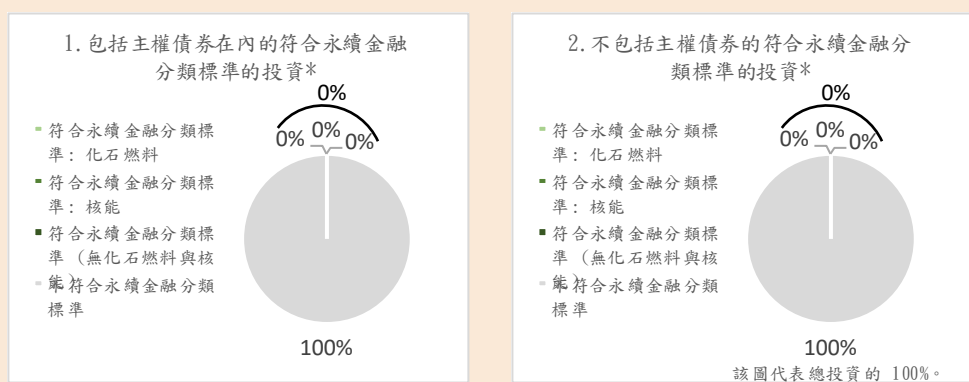 1.包括主權債券在內的符合永續金融
分類標準的投資*
0%
0% 0% 0%
符合永續金融分類標
準: 化石燃料
符合永續金融分類標
準: 核能
符合永續金融分類標
準 (無化石燃料與核
能)
未符合永續金融分類
標準
100%
2.不包括主權債券的符合永續金融分
類標準的投資*
0%
0% 0% 0%
符合永續金融分類標
準: 化石燃料
符合永續金融分類標
準: 核能
符合永續金融分類標
準 (無化石燃料與核
能)
未符合永續金融分類
標準
100%
該圖代表總投資的 100%。